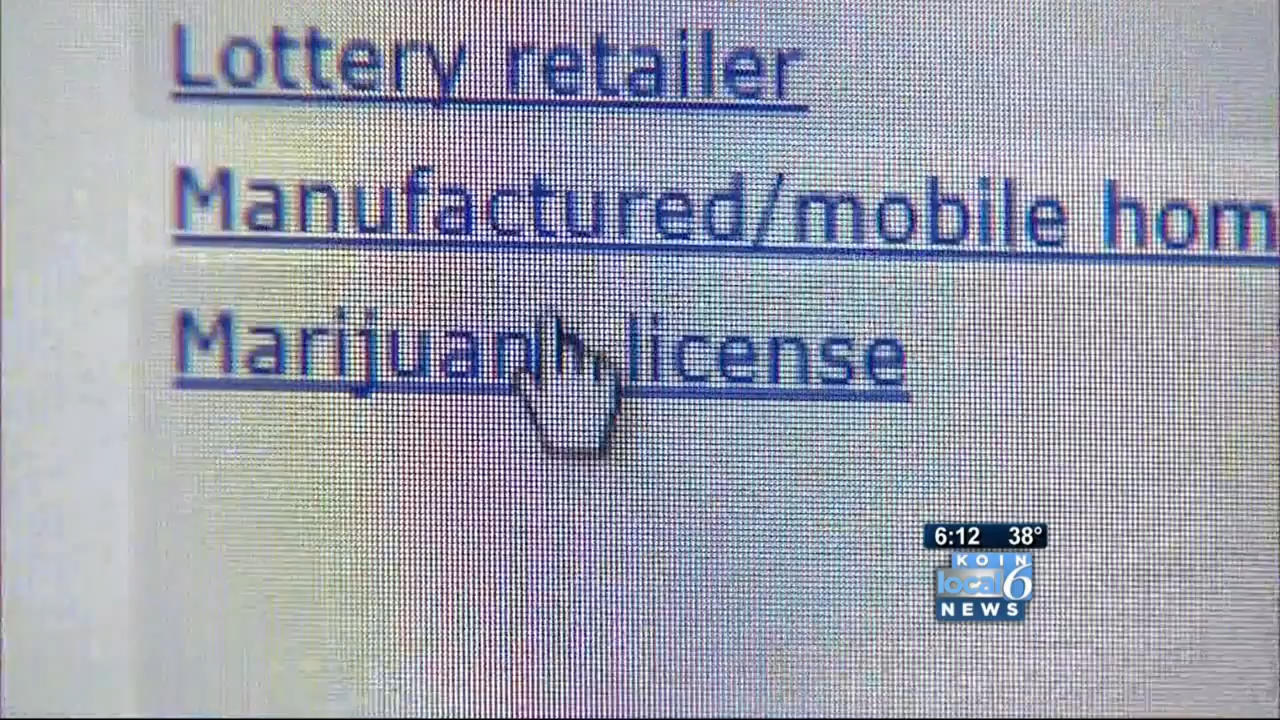 Lottery retailer
Manufactured/mobile hom
Marijuana license
6:12 38°
KOIN
local 6
NEWS